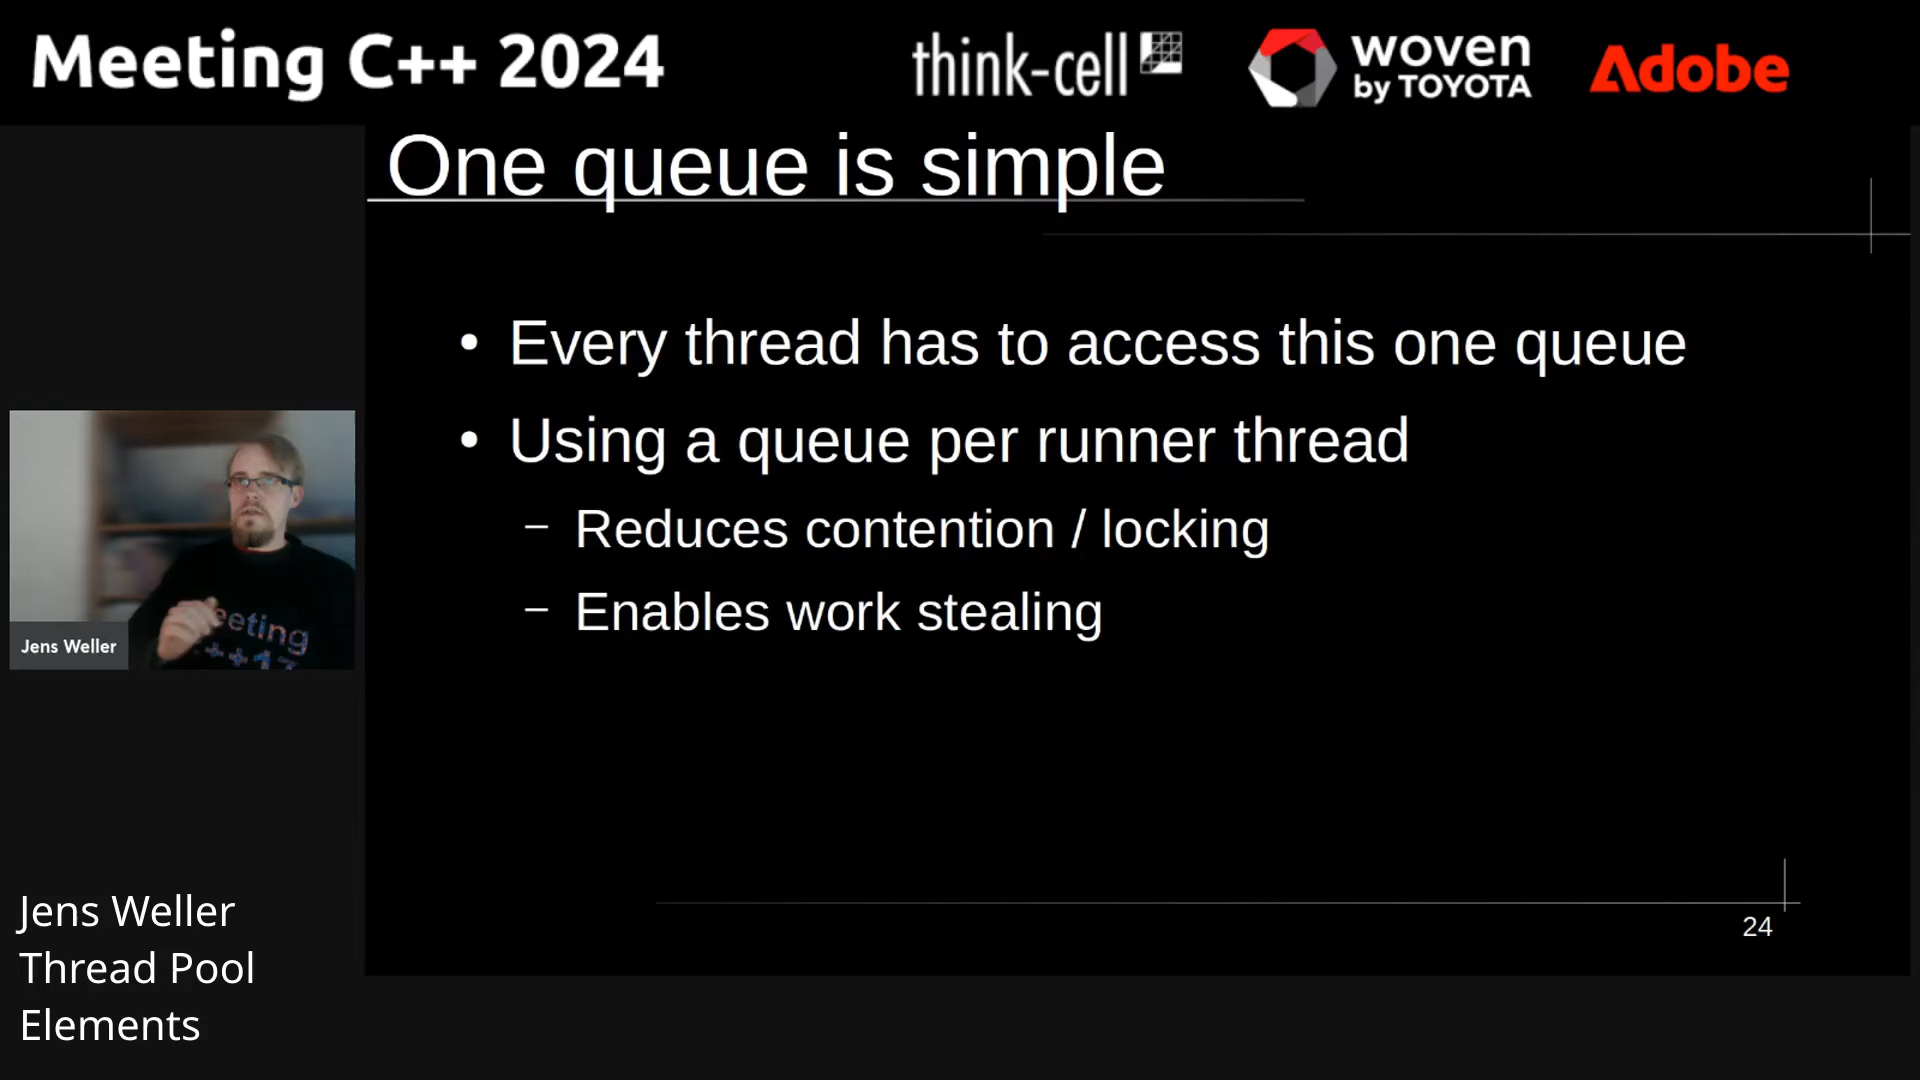 Meeting C++ 2024
think-cell
woven
by TOYOTA
Adobe
One queue is simple
• Every thread has to access this one queue
• Using a queue per runner thread
– Reduces contention / locking
– Enables work stealing
eeting
Jens Weller
24
Jens Weller
Thread Pool
Elements